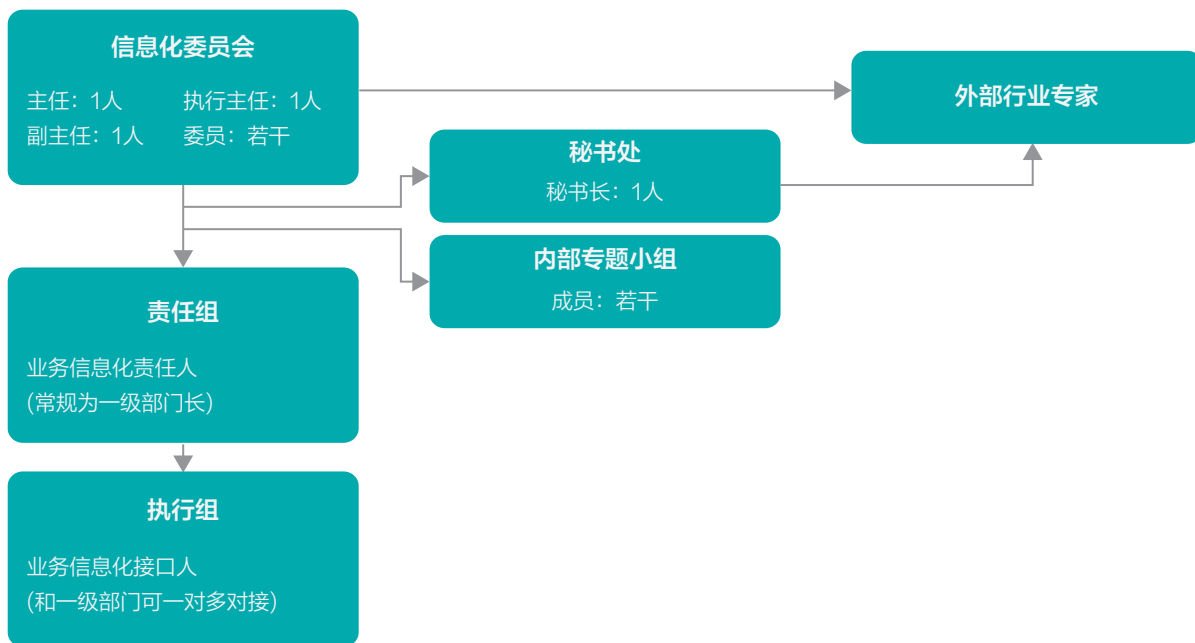 信息化委员会
主任：1人 执行主任：1人
副主任：1人 委员：若干
外部行业专家
秘书处
秘书长：1人
内部专题小组
成员：若干
责任组
业务信息化责任人
(常规为一级部门长)
执行组
业务信息化接口人
(和一级部门可一对多对接)